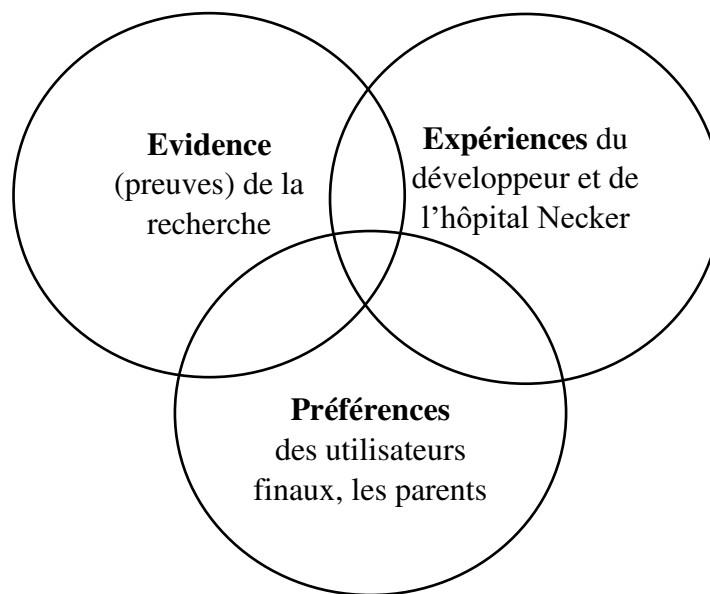 Evidence
(preuves) de la
recherche
Expériences du
développeur et de
l'hôpital Necker
Préférences
des utilisateurs
finaux, les parents